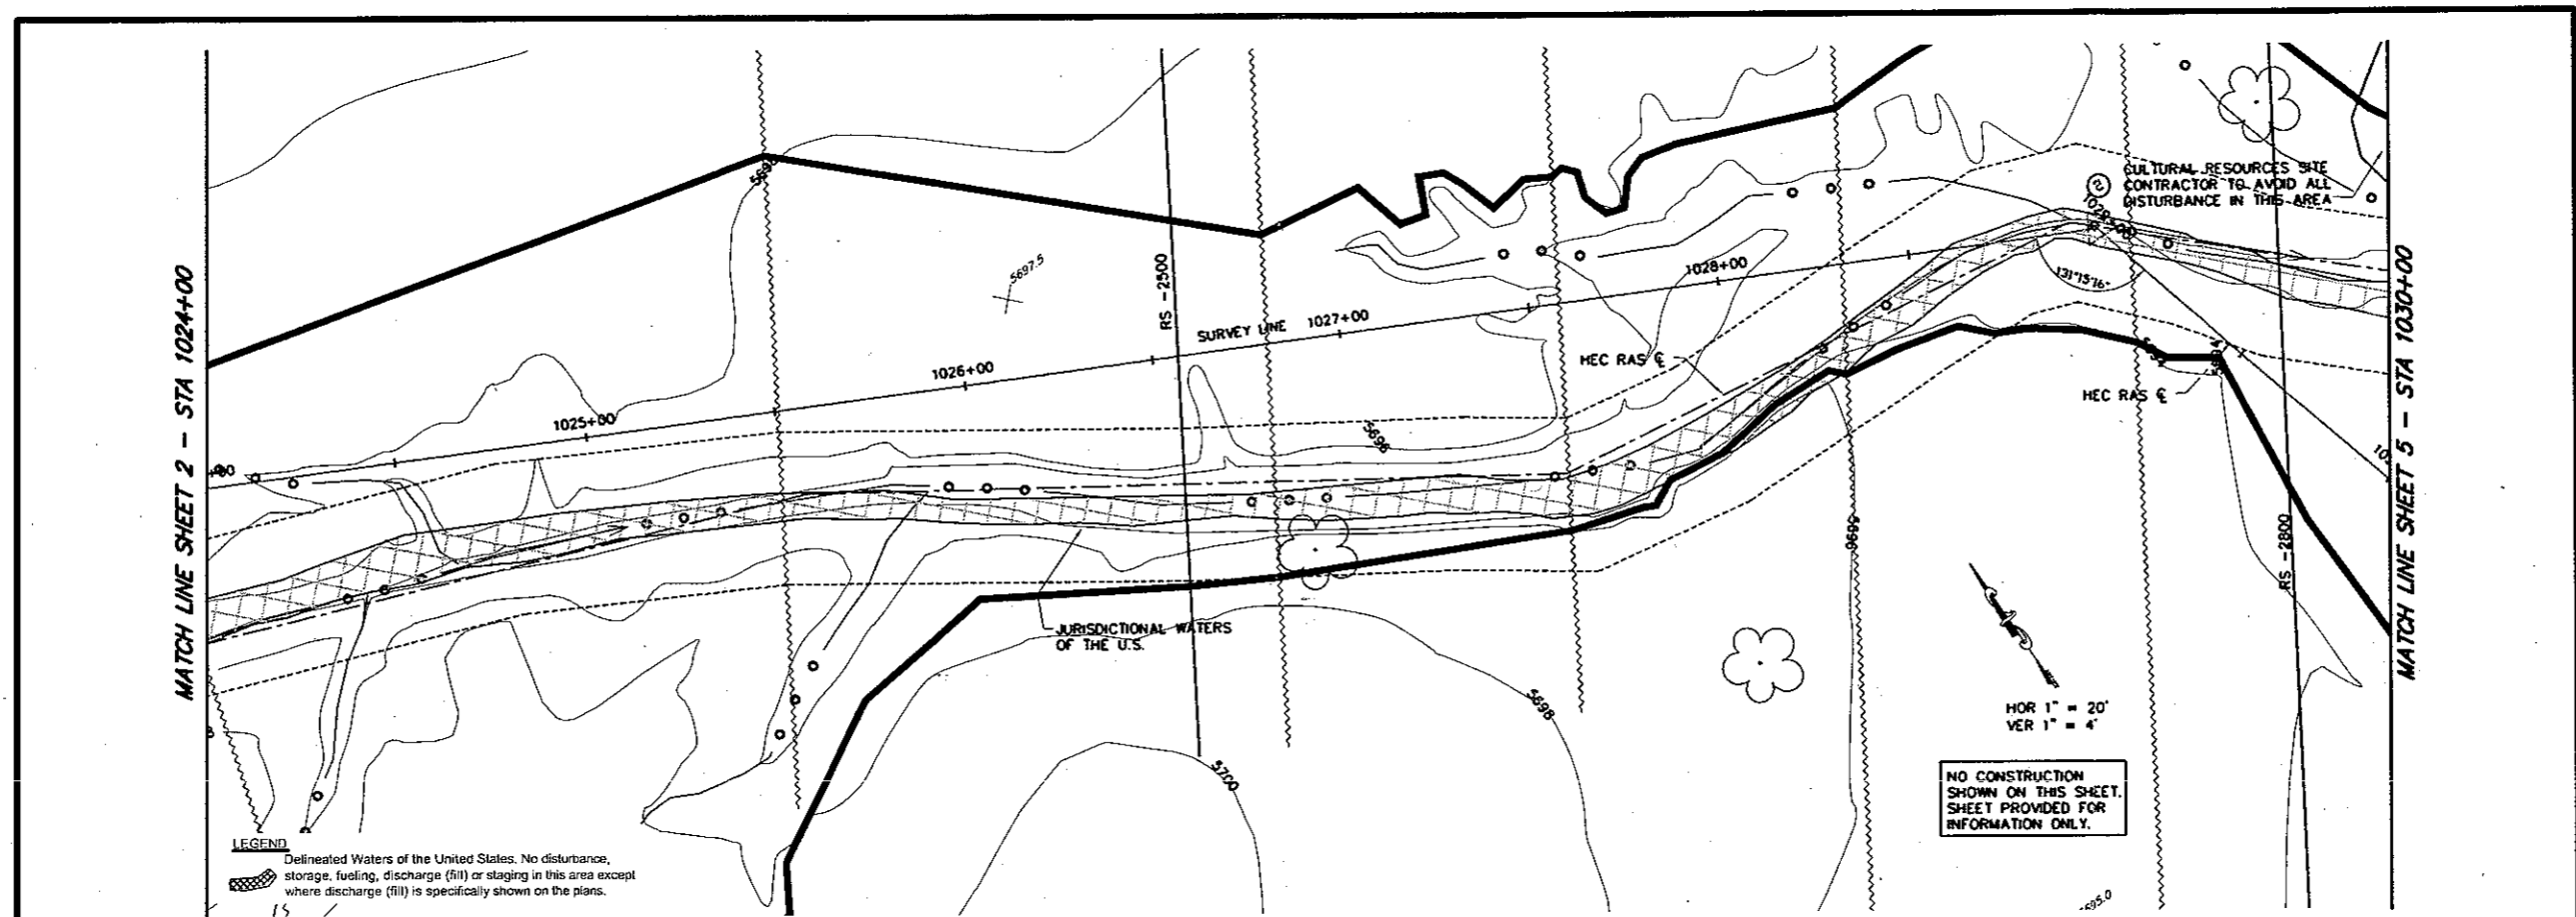 MATCH LINE SHEET 2 - STA 1024+00
1025+00
1026+00
SURVEY LINE 1027+00
1028+00
RS -2500
5697.5
CULTURAL RESOURCES SITE
CONTRACTOR TO AVOID ALL
DISTURBANCE IN THIS AREA
131°15'16"
HEC RAS ℄
HEC RAS ℄
5696
5696
5698
5700
JURISDICTIONAL WATERS
OF THE U.S.
RS -2800
MATCH LINE SHEET 5 - STA 1030+00
HOR 1" = 20'
VER 1" = 4'
NO CONSTRUCTION
SHOWN ON THIS SHEET.
SHEET PROVIDED FOR
INFORMATION ONLY.
LEGEND
Delineated Waters of the United States. No disturbance,
storage, fueling, discharge (fill) or staging in this area except
where discharge (fill) is specifically shown on the plans.